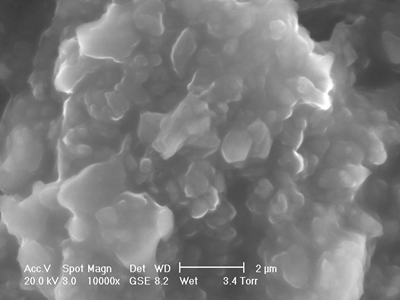 Acc.V Spot Magn Det WD 2 μm
20.0 kV 3.0 10000x GSE 8.2 Wet 3.4 Torr